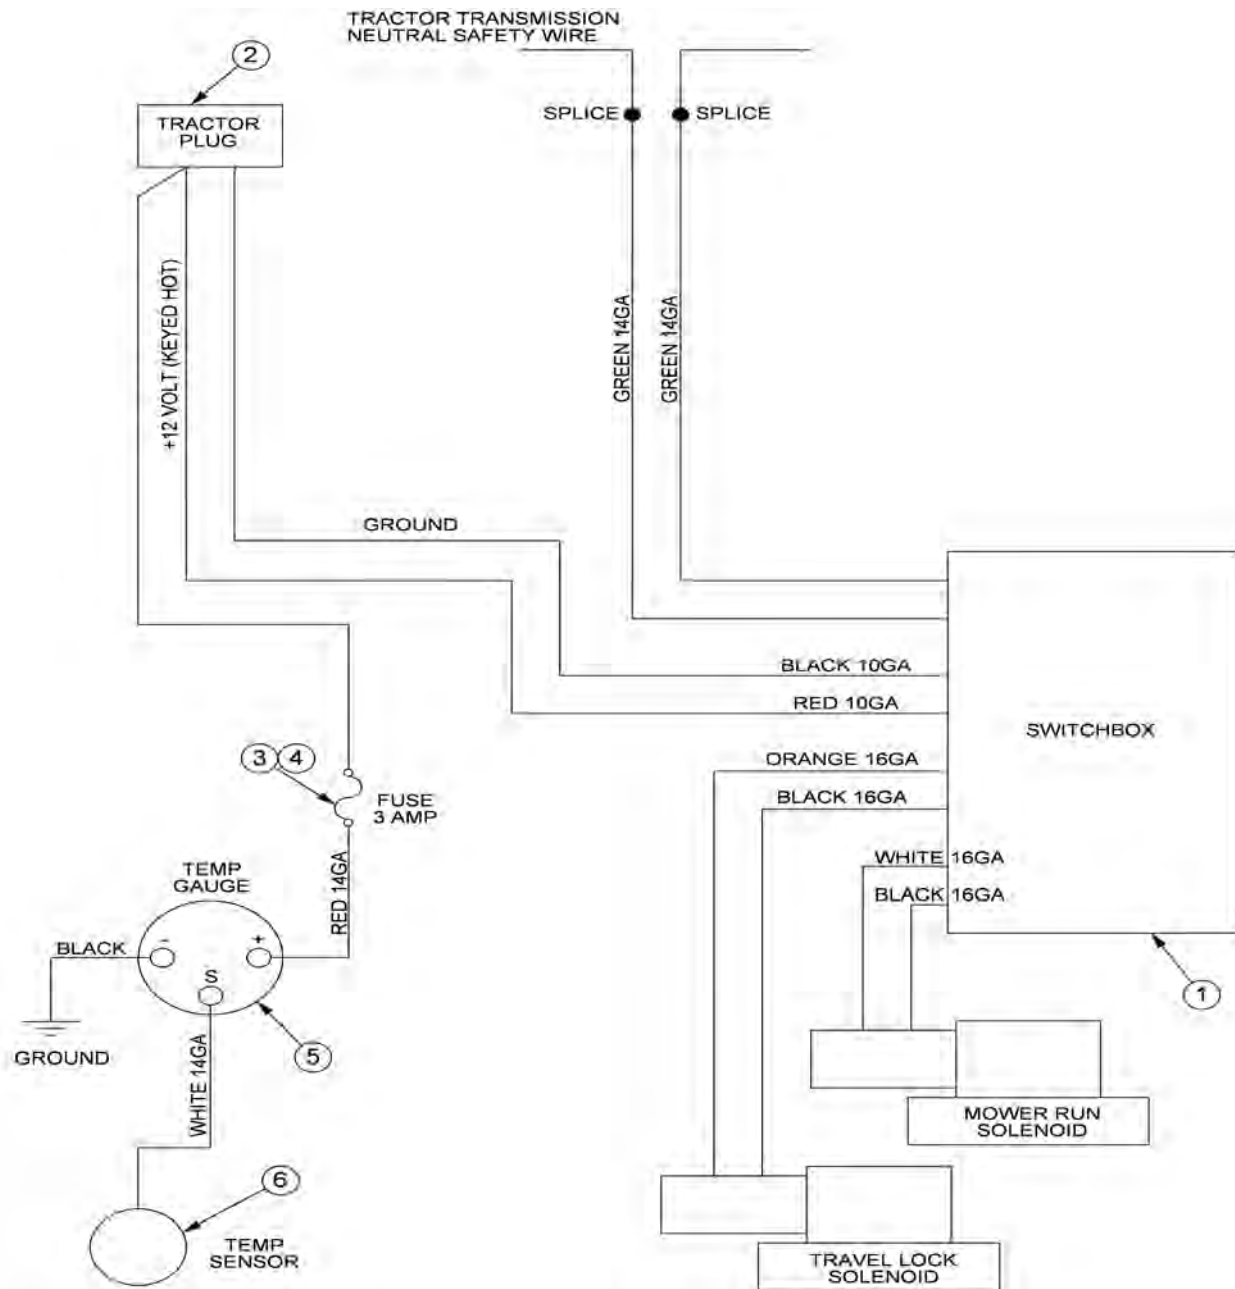 TRACTOR TRANSMISSION
NEUTRAL SAFETY WIRE
2
TRACTOR
PLUG
SPLICE
SPLICE
+12 VOLT (KEYED HOT)
GREEN 14GA
GREEN 14GA
GROUND
BLACK 10GA
RED 10GA
SWITCHBOX
ORANGE 16GA
BLACK 16GA
3 4
FUSE
3 AMP
WHITE 16GA
BLACK 16GA
TEMP
GAUGE
RED 14GA
BLACK
-
+
S
1
GROUND
5
WHITE 14GA
MOWER RUN
SOLENOID
6
TEMP
SENSOR
TRAVEL LOCK
SOLENOID